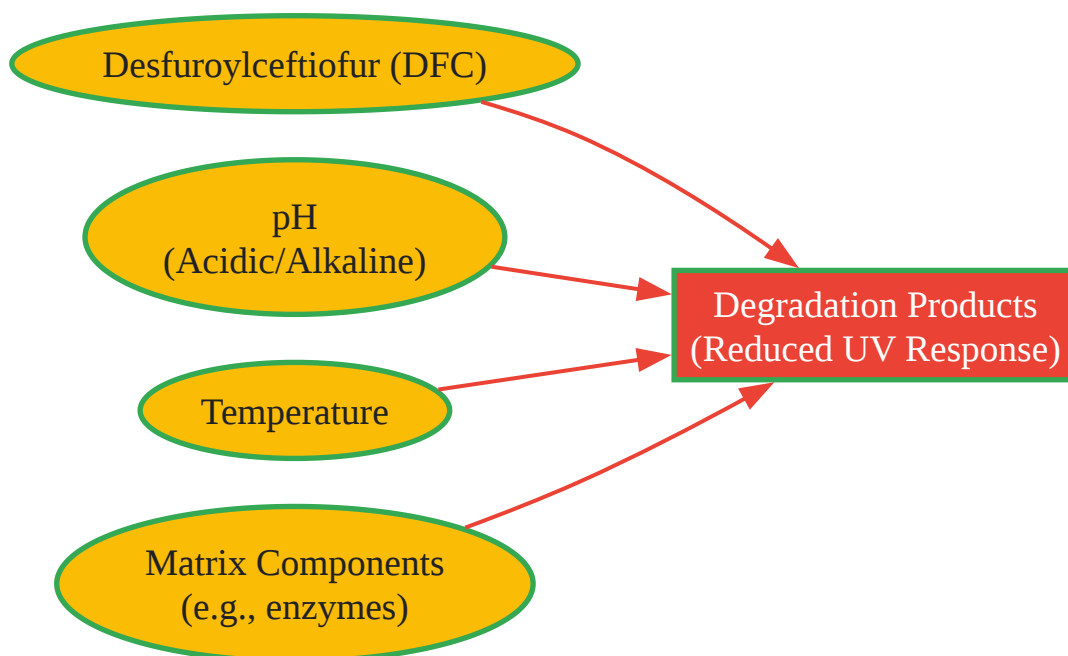 Desfuroylceftiofur (DFC)
pH
(Acidic/Alkaline)
Degradation Products
(Reduced UV Response)
Temperature
Matrix Components
(e.g., enzymes)